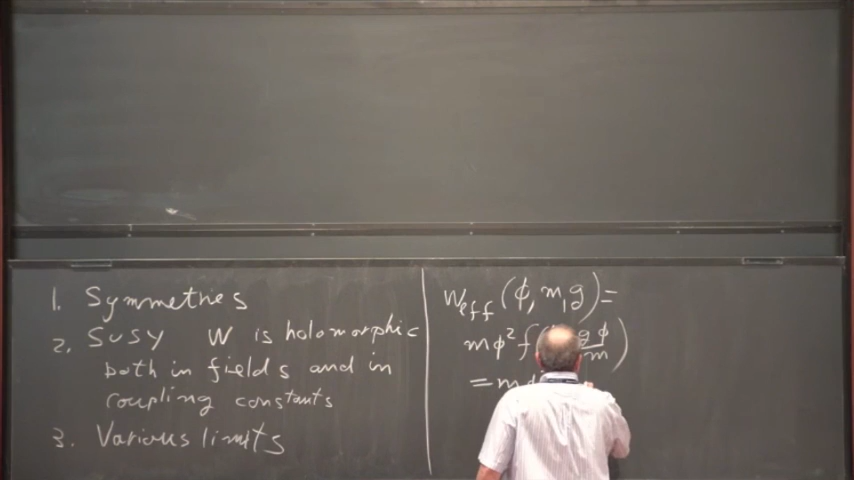 1. Symmetries
2. SUSY W is holomorphic
both in fields and in
coupling constants
3. Various limits
W_eff (ϕ, m, g) =
mϕ² f( gϕ/m )
= m